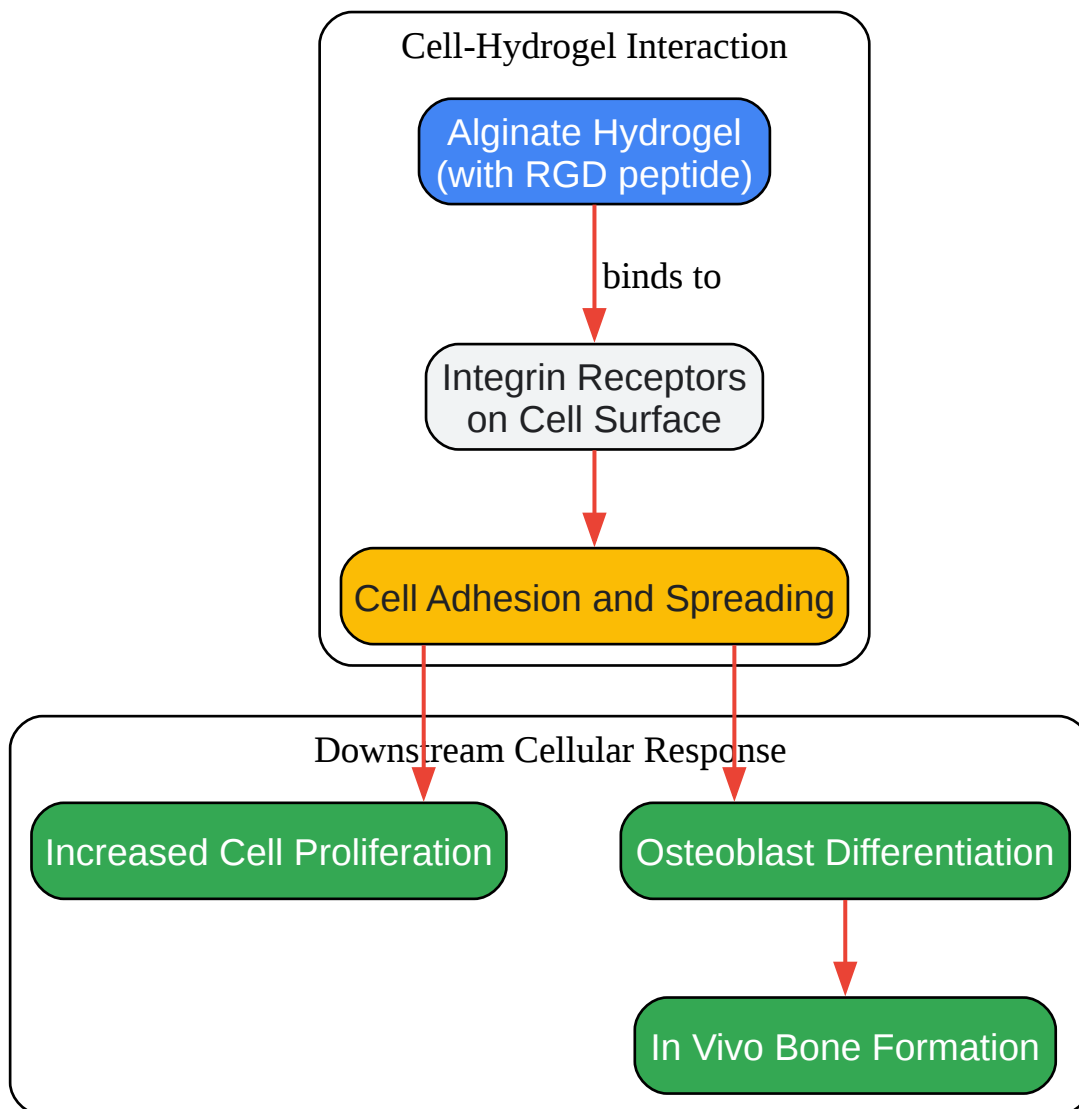 Cell-Hydrogel Interaction
Alginate Hydrogel
(with RGD peptide)
binds to
Integrin Receptors
on Cell Surface
Cell Adhesion and Spreading
Downstream Cellular Response
Increased Cell Proliferation
Osteoblast Differentiation
In Vivo Bone Formation